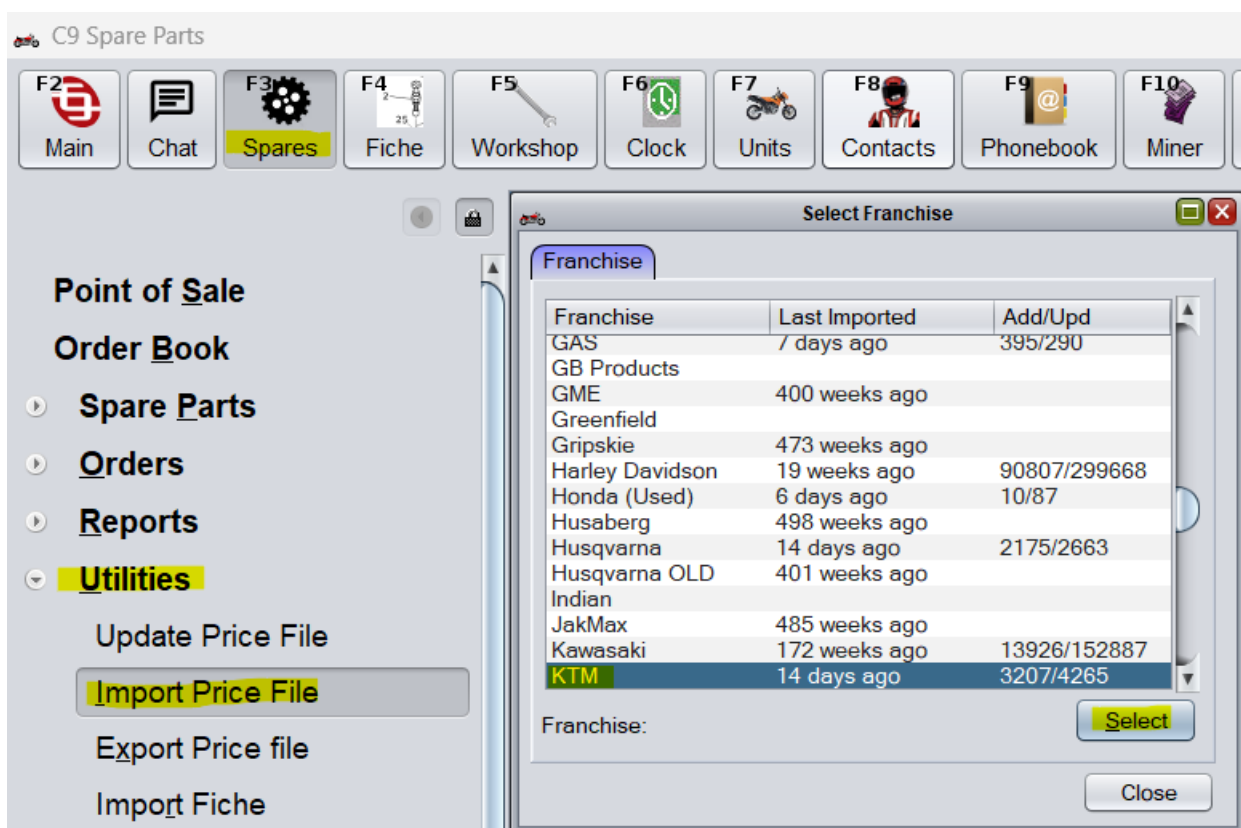 C9 Spare Parts
F2 Main
Chat
F3 Spares
F4 2 25 Fiche
F5 Workshop
F6 Clock
F7 Units
F8 Contacts
F9 @ Phonebook
F10 Miner
Point of Sale
Order Book
Spare Parts
Orders
Reports
Utilities
Update Price File
Import Price File
Export Price file
Import Fiche
Select Franchise
Franchise
Franchise Last Imported Add/Upd
GAS 7 days ago 395/290
GB Products
GME 400 weeks ago
Greenfield
Gripskie 473 weeks ago
Harley Davidson 19 weeks ago 90807/299668
Honda (Used) 6 days ago 10/87
Husaberg 498 weeks ago
Husqvarna 14 days ago 2175/2663
Husqvarna OLD 401 weeks ago
Indian
JakMax 485 weeks ago
Kawasaki 172 weeks ago 13926/152887
KTM 14 days ago 3207/4265
Franchise:
Select
Close